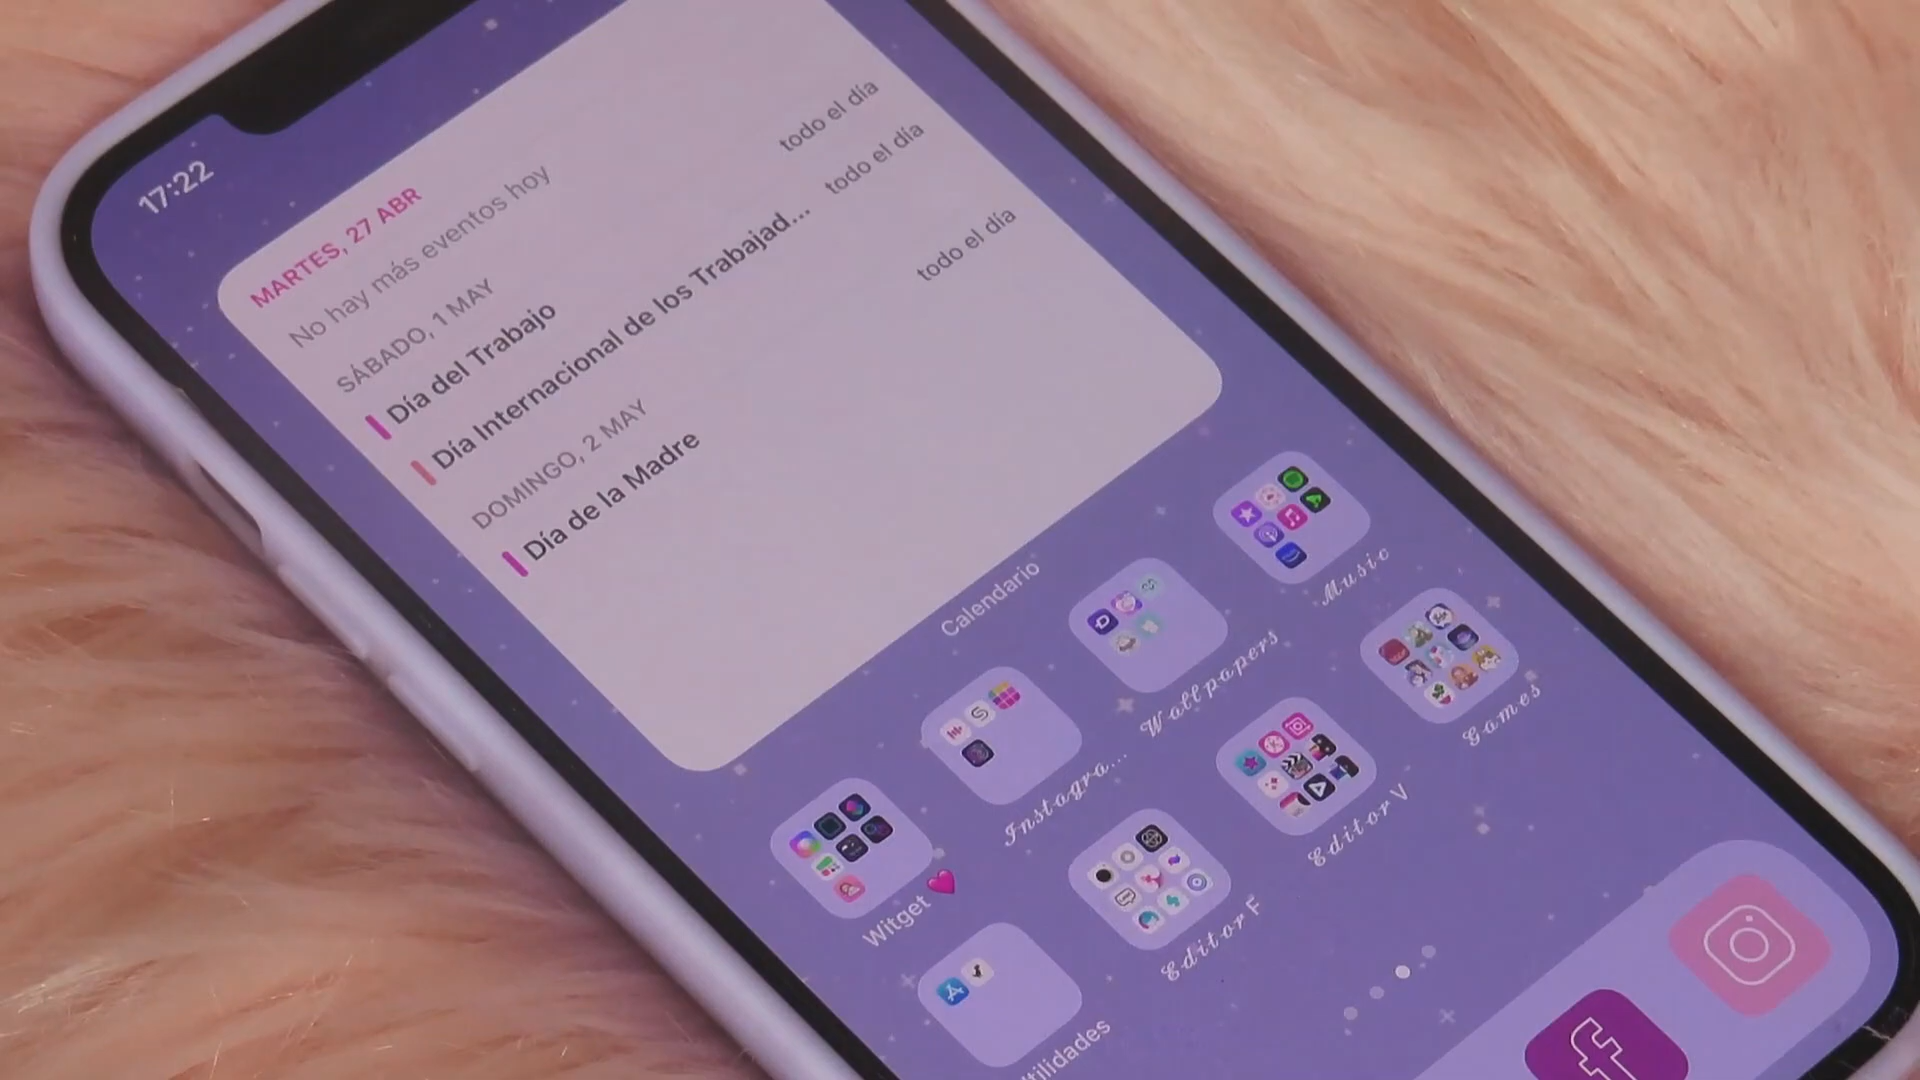 17:22
MARTES, 27 ABR
No hay más eventos hoy
SÁBADO, 1 MAY
Día del Trabajo todo el día
Día Internacional de los Trabajad... todo el día
DOMINGO, 2 MAY
Día de la Madre todo el día
Calendario
Witget
Instagra...
Wallpapers
Music
Utilidades
Editor F
Editor V
Games